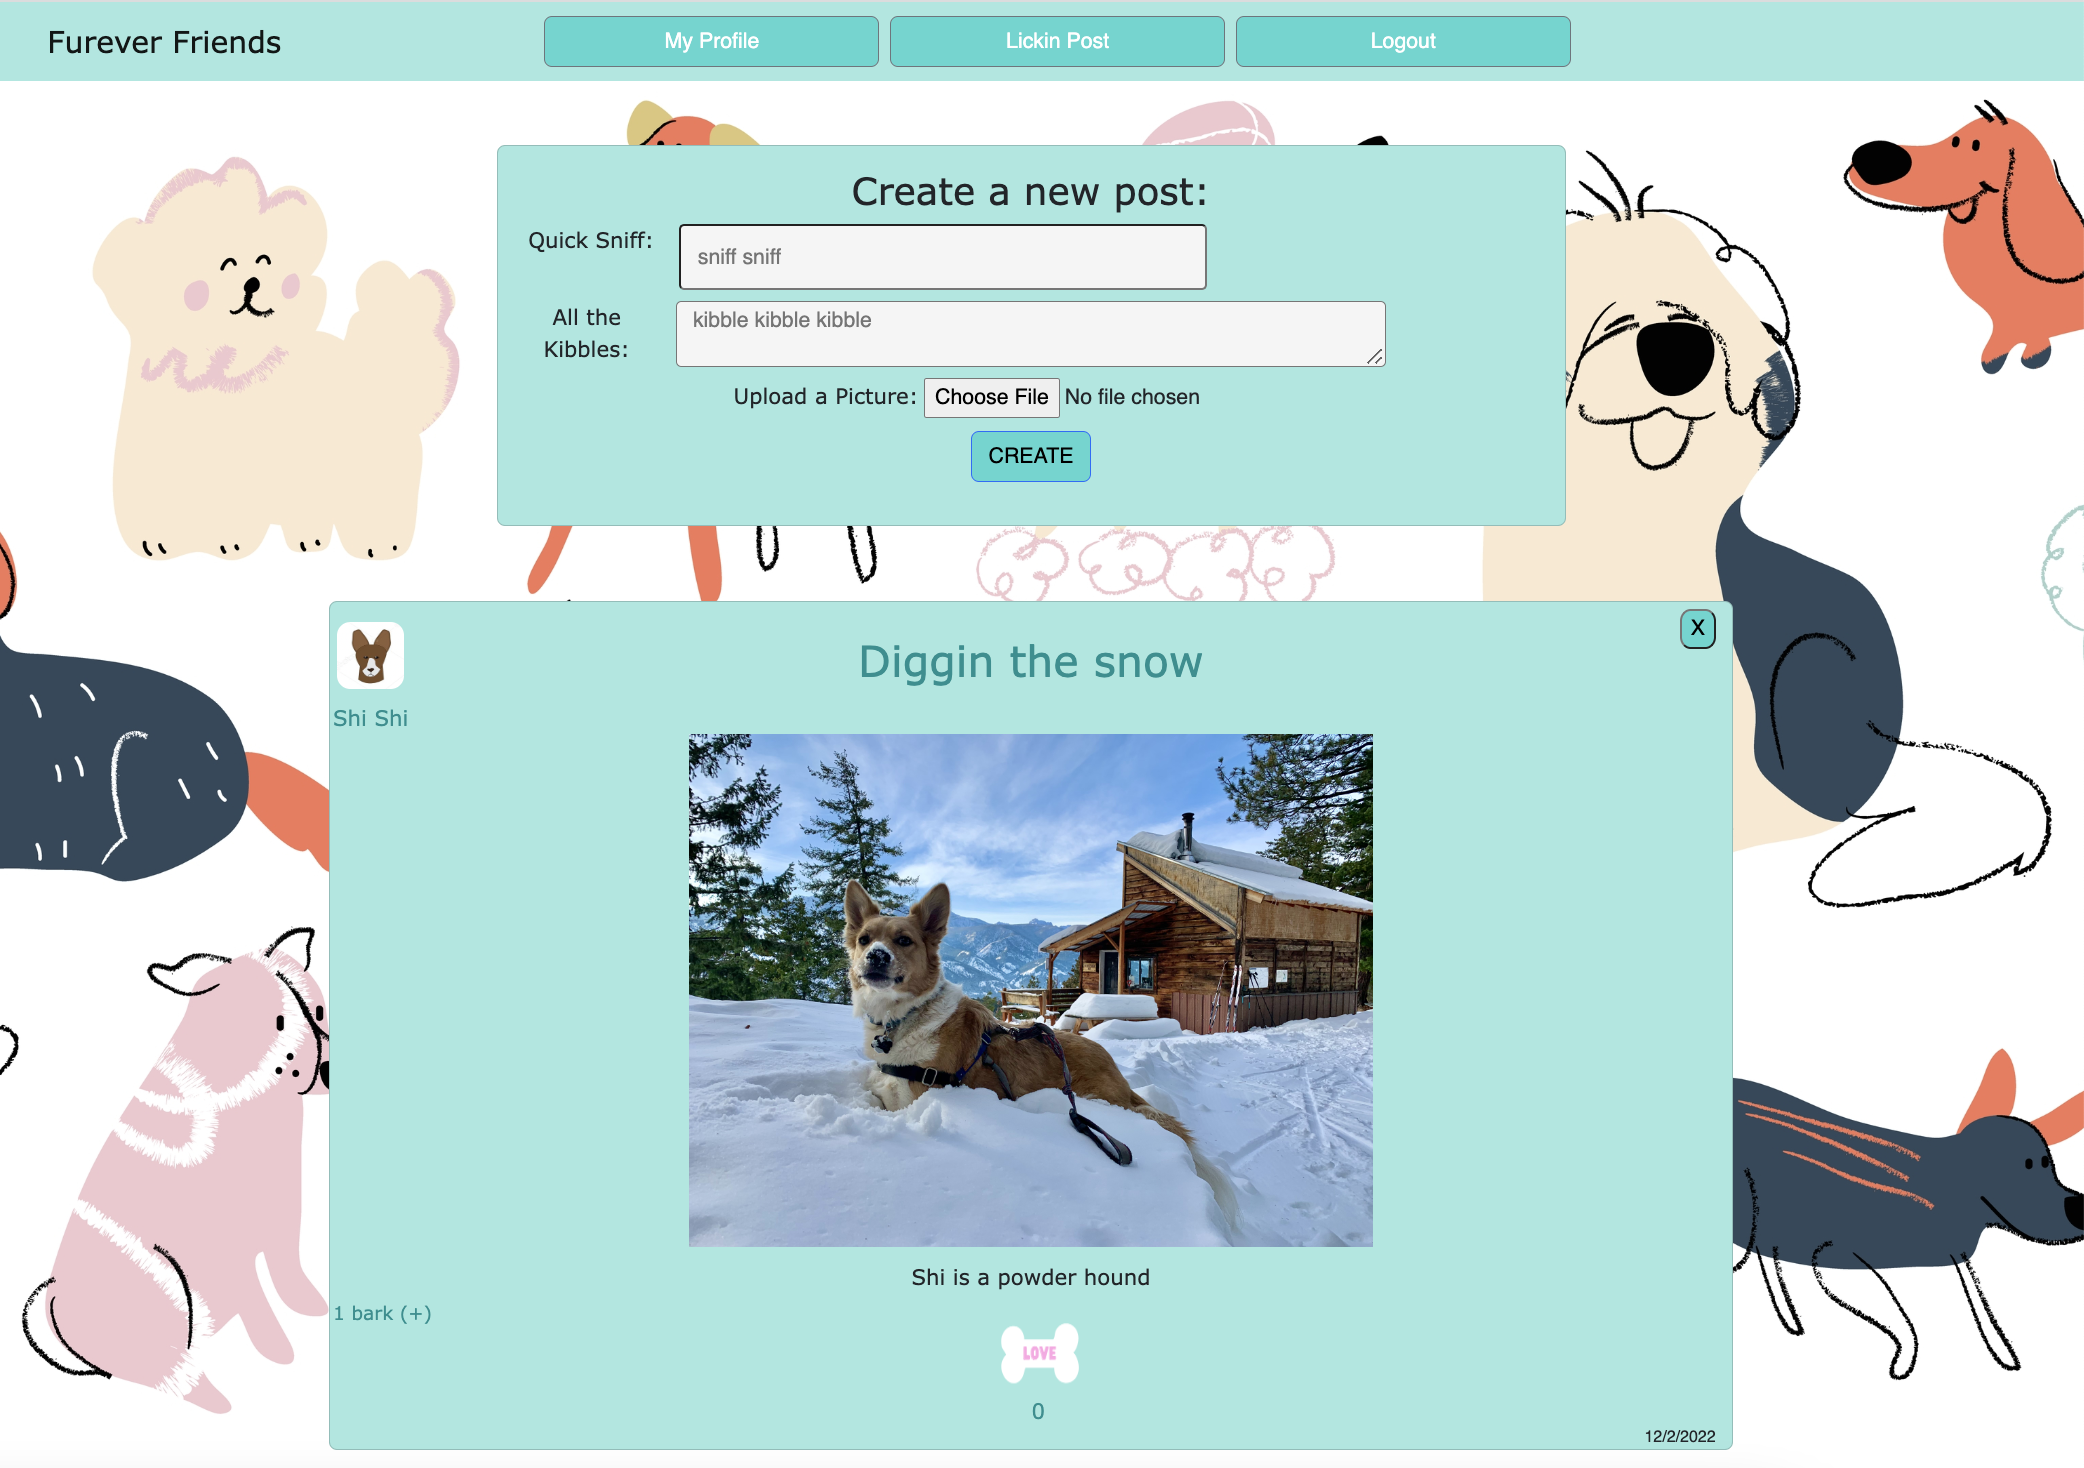 Furever Friends
My Profile
Lickin Post
Logout
Create a new post:
Quick Sniff:
sniff sniff
All the
Kibbles:
kibble kibble kibble
Upload a Picture: Choose File No file chosen
CREATE
X
Diggin the snow
Shi Shi
Shi is a powder hound
1 bark (+)
LOVE
0
12/2/2022